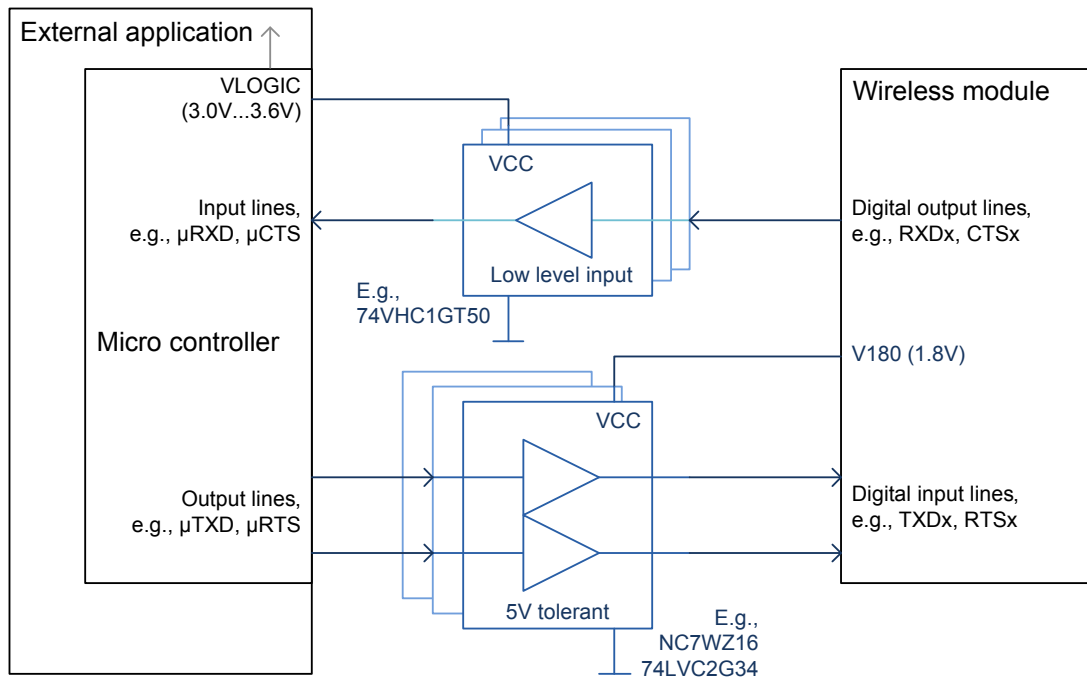 External application
VLOGIC
(3.0V...3.6V)
Wireless module
VCC
Input lines,
e.g., µRXD, µCTS
Digital output lines,
e.g., RXDx, CTSx
Low level input
E.g.,
74VHC1GT50
Micro controller
V180 (1.8V)
VCC
Output lines,
e.g., µTXD, µRTS
Digital input lines,
e.g., TXDx, RTSx
5V tolerant
E.g.,
NC7WZ16
74LVC2G34